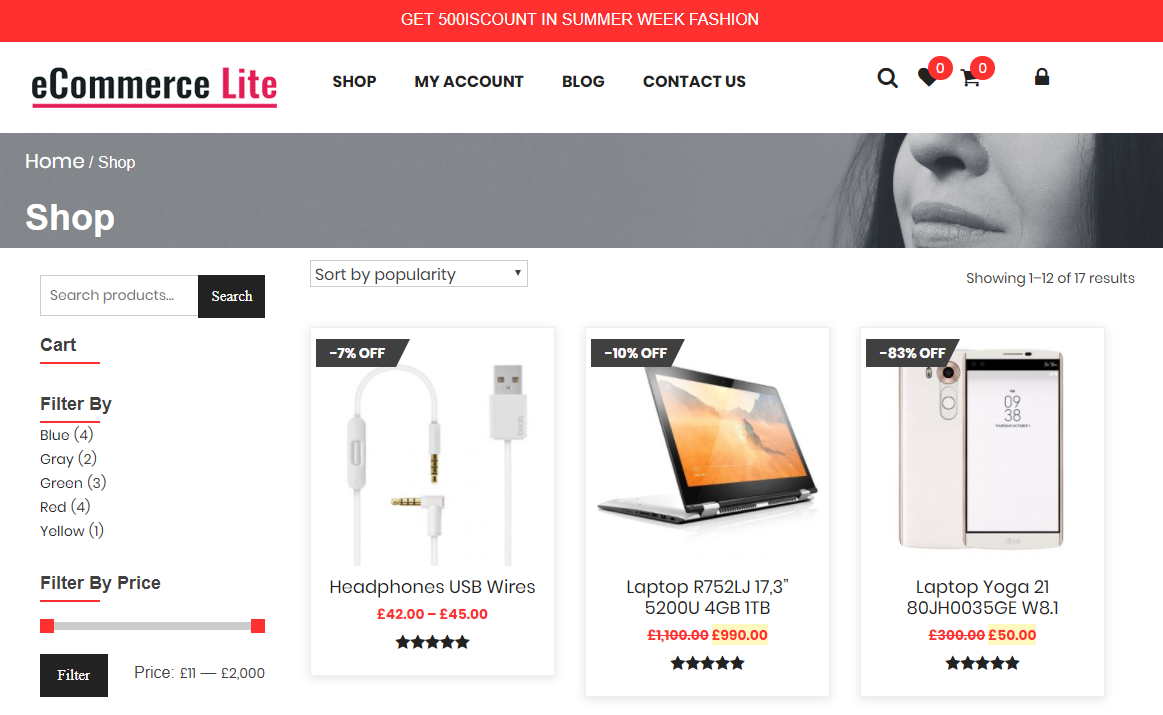 GET 500ISCOUNT IN SUMMER WEEK FASHION
eCommerce Lite
SHOP MY ACCOUNT BLOG CONTACT US
0 0
Home / Shop
Shop
Search products... Search
Cart
Filter By
Blue (4)
Gray (2)
Green (3)
Red (4)
Yellow (1)
Filter By Price
Filter Price: £11 — £2,000
Sort by popularity
Showing 1–12 of 17 results
-7% OFF
Headphones USB Wires
£42.00 – £45.00
-10% OFF
Laptop R752LJ 17,3”
5200U 4GB 1TB
£1,100.00 £990.00
-83% OFF
09
38
LG
Laptop Yoga 21
80JH0035GE W8.1
£300.00 £50.00